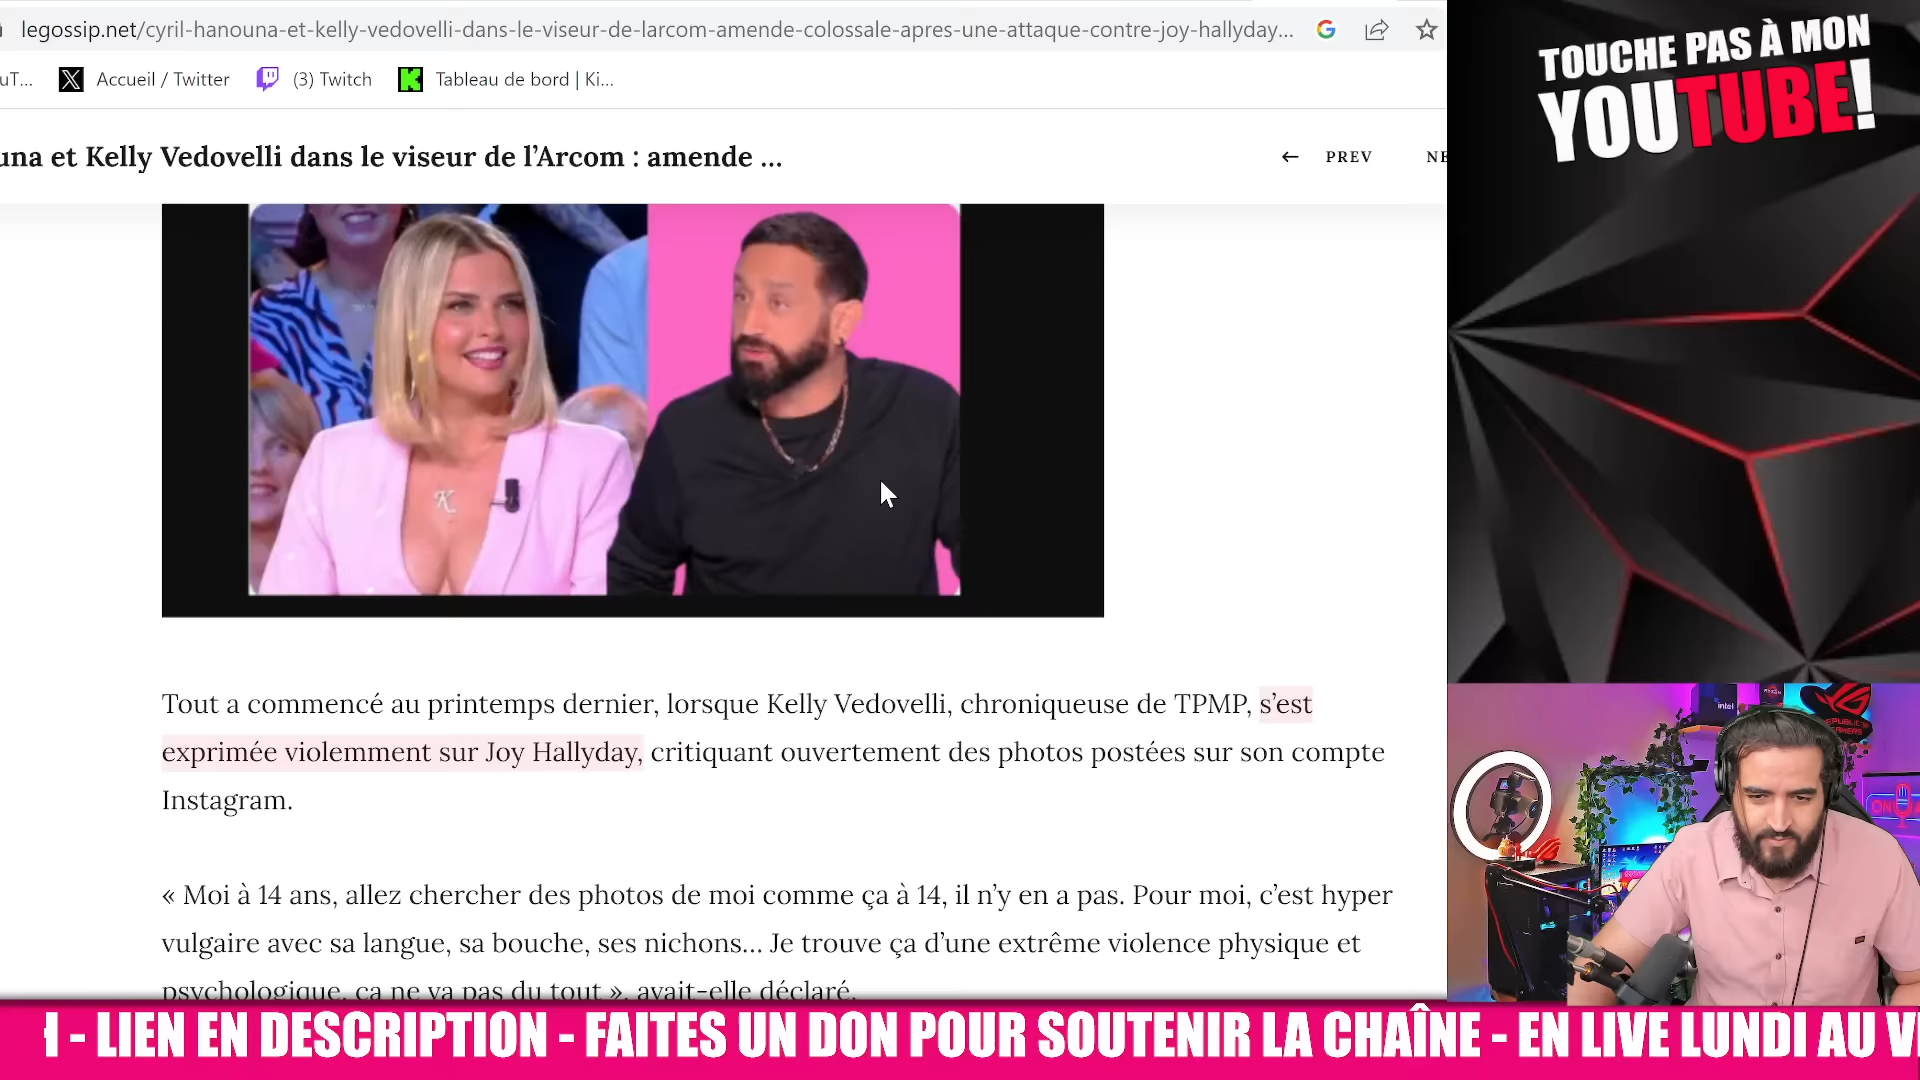 legossip.net/cyril-hanouna-et-kelly-vedovelli-dans-le-viseur-de-larcom-amende-colossale-apres-une-attaque-contre-joy-hallyday...
uT... Accueil / Twitter (3) Twitch Tableau de bord | Ki...
una et Kelly Vedovelli dans le viseur de l’Arcom : amende ...
← PREV NE
TOUCHE PAS À MON
YOUTUBE!
K
Tout a commencé au printemps dernier, lorsque Kelly Vedovelli, chroniqueuse de TPMP, s’est
exprimée violemment sur Joy Hallyday, critiquant ouvertement des photos postées sur son compte
Instagram.
« Moi à 14 ans, allez chercher des photos de moi comme ça à 14, il n’y en a pas. Pour moi, c’est hyper
vulgaire avec sa langue, sa bouche, ses nichons… Je trouve ça d’une extrême violence physique et
psychologique, ça ne va pas du tout », avait-elle déclaré.
intel
RYZEN
REPUBLIC
ON
- LIEN EN DESCRIPTION - FAITES UN DON POUR SOUTENIR LA CHAÎNE - EN LIVE LUNDI AU V